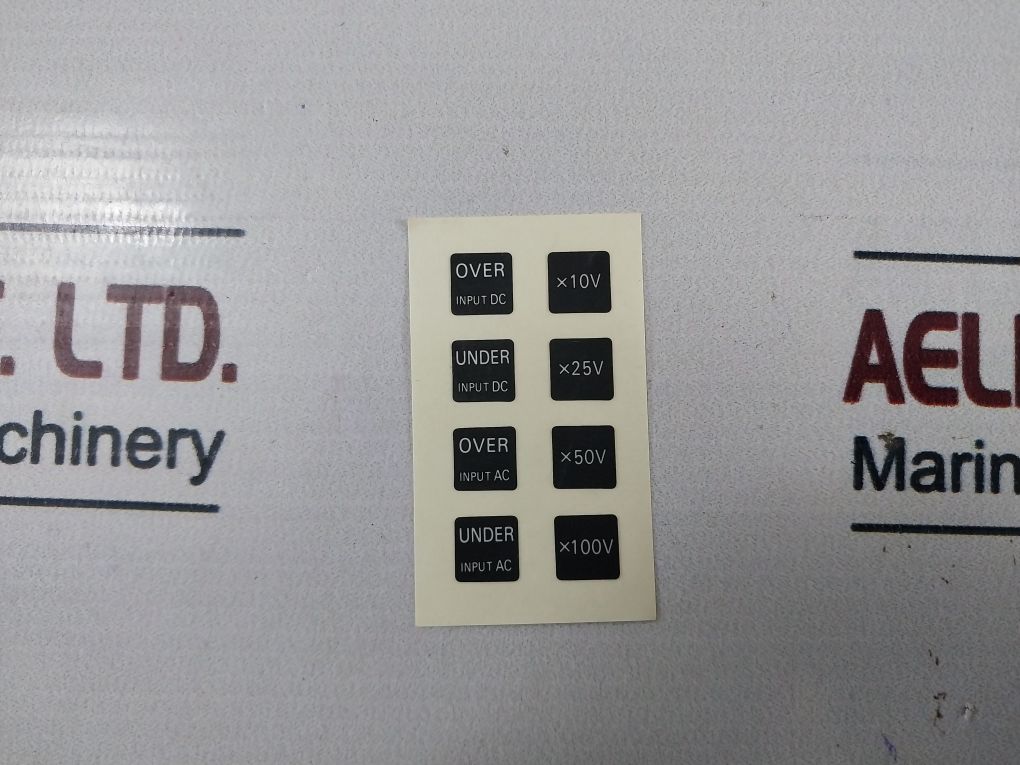 OVER
INPUT DC
×10V
UNDER
INPUT DC
×25V
OVER
INPUT AC
×50V
UNDER
INPUT AC
×100V
LTD.
chinery
AEL
Marin